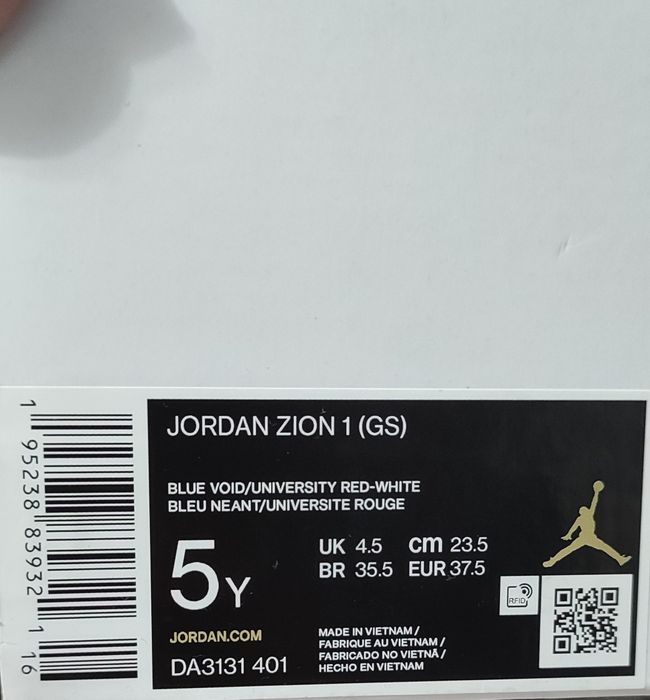 1 95238 83932 1 16
JORDAN ZION 1 (GS)
BLUE VOID/UNIVERSITY RED-WHITE
BLEU NEANT/UNIVERSITE ROUGE
5Y
UK 4.5 cm 23.5
BR 35.5 EUR 37.5
RFID
JORDAN.COM
DA3131 401
MADE IN VIETNAM /
FABRIQUE AU VIETNAM /
FABRICADO NO VIETNÃ /
HECHO EN VIETNAM